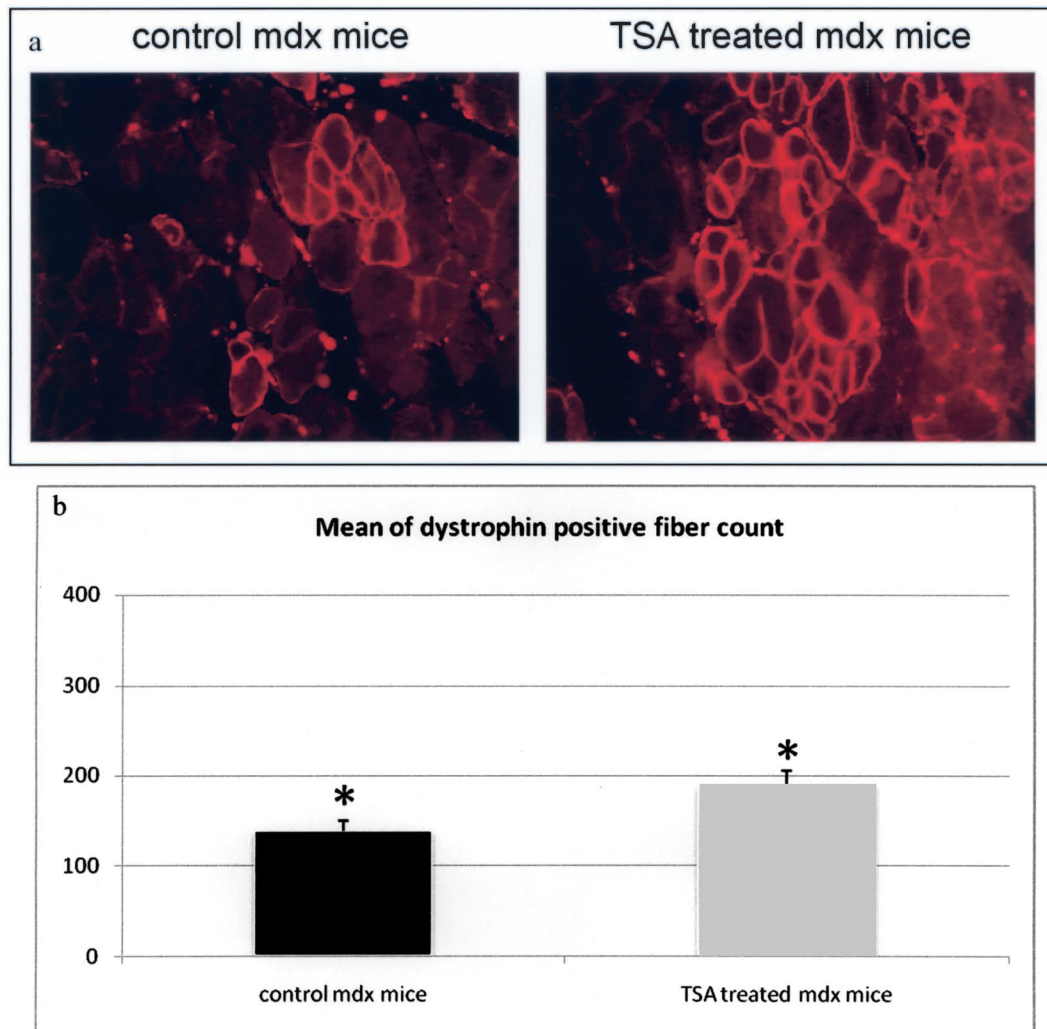 a
control mdx mice
TSA treated mdx mice
b
Mean of dystrophin positive fiber count
400
300
200
100
0
*
*
control mdx mice
TSA treated mdx mice